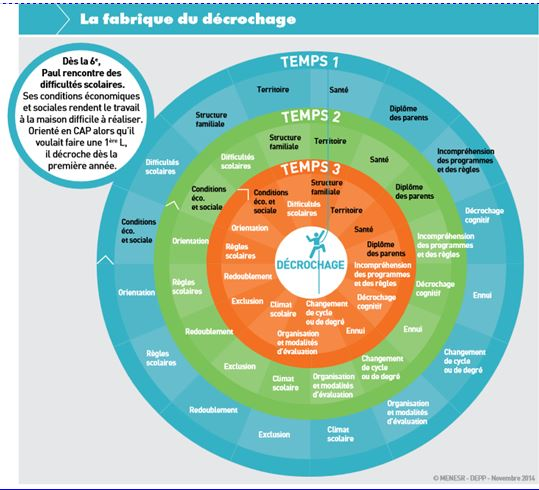 La fabrique du décrochage
Dès la 6e,
Paul rencontre des
difficultés scolaires.
Ses conditions économiques
et sociales rendent le travail
à la maison difficile à réaliser.
Orienté en CAP alors qu'il
voulait faire une 1ère L,
il décroche dès la
première année.
TEMPS 1
Territoire
Santé
Structure
familiale
Diplôme
des parents
Difficultés
scolaires
Incompréhension
des programmes
et des règles
Conditions
éco.
et sociale
Décrochage
cognitif
Orientation
Ennui
Règles
scolaires
Changement
de cycle
ou de degré
Redoublement
Organisation
et modalités
d'évaluation
Exclusion
Climat
scolaire
TEMPS 2
Structure
familiale
Territoire
Difficultés
scolaires
Santé
Conditions
éco.
et sociale
Diplôme
des parents
Orientation
Incompréhension
des programmes
et des règles
Règles
scolaires
Décrochage
cognitif
Redoublement
Ennui
Exclusion
Changement
de cycle
ou de degré
Climat
scolaire
Organisation
et modalités
d'évaluation
TEMPS 3
Structure
familiale
Conditions
éco.
et sociale
Difficultés
scolaires
Territoire
Orientation
Santé
Règles
scolaires
Diplôme
des parents
Redoublement
Incompréhension
des programmes
et des règles
Exclusion
Décrochage
cognitif
Climat
scolaire
Changement
de cycle
ou de degré
Ennui
Organisation
et modalités
d'évaluation
DÉCROCHAGE
© MENESR - DEPP - Novembre 2014